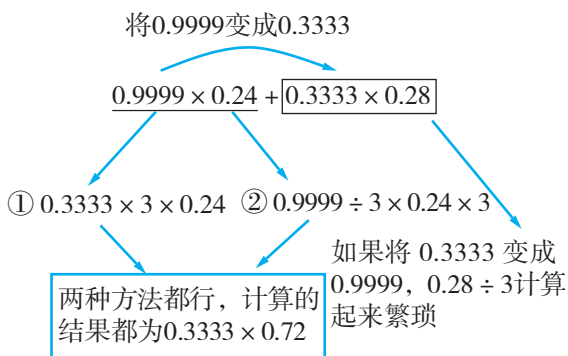 将0.9999变成0.3333
0.9999 × 0.24 + 0.3333 × 0.28
① 0.3333 × 3 × 0.24
② 0.9999 ÷ 3 × 0.24 × 3
两种方法都行，计算的
结果都为0.3333 × 0.72
如果将 0.3333 变成
0.9999，0.28 ÷ 3计算
起来繁琐